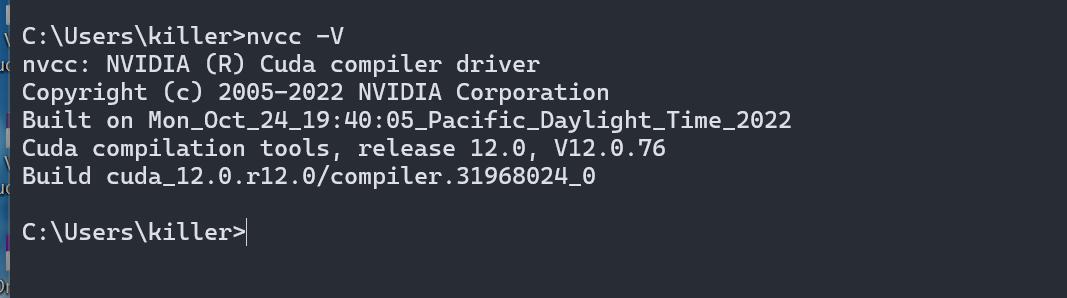 C:\Users\killer>nvcc -V
nvcc: NVIDIA (R) Cuda compiler driver
Copyright (c) 2005-2022 NVIDIA Corporation
Built on Mon_Oct_24_19:40:05_Pacific_Daylight_Time_2022
Cuda compilation tools, release 12.0, V12.0.76
Build cuda_12.0.r12.0/compiler.31968024_0
C:\Users\killer>